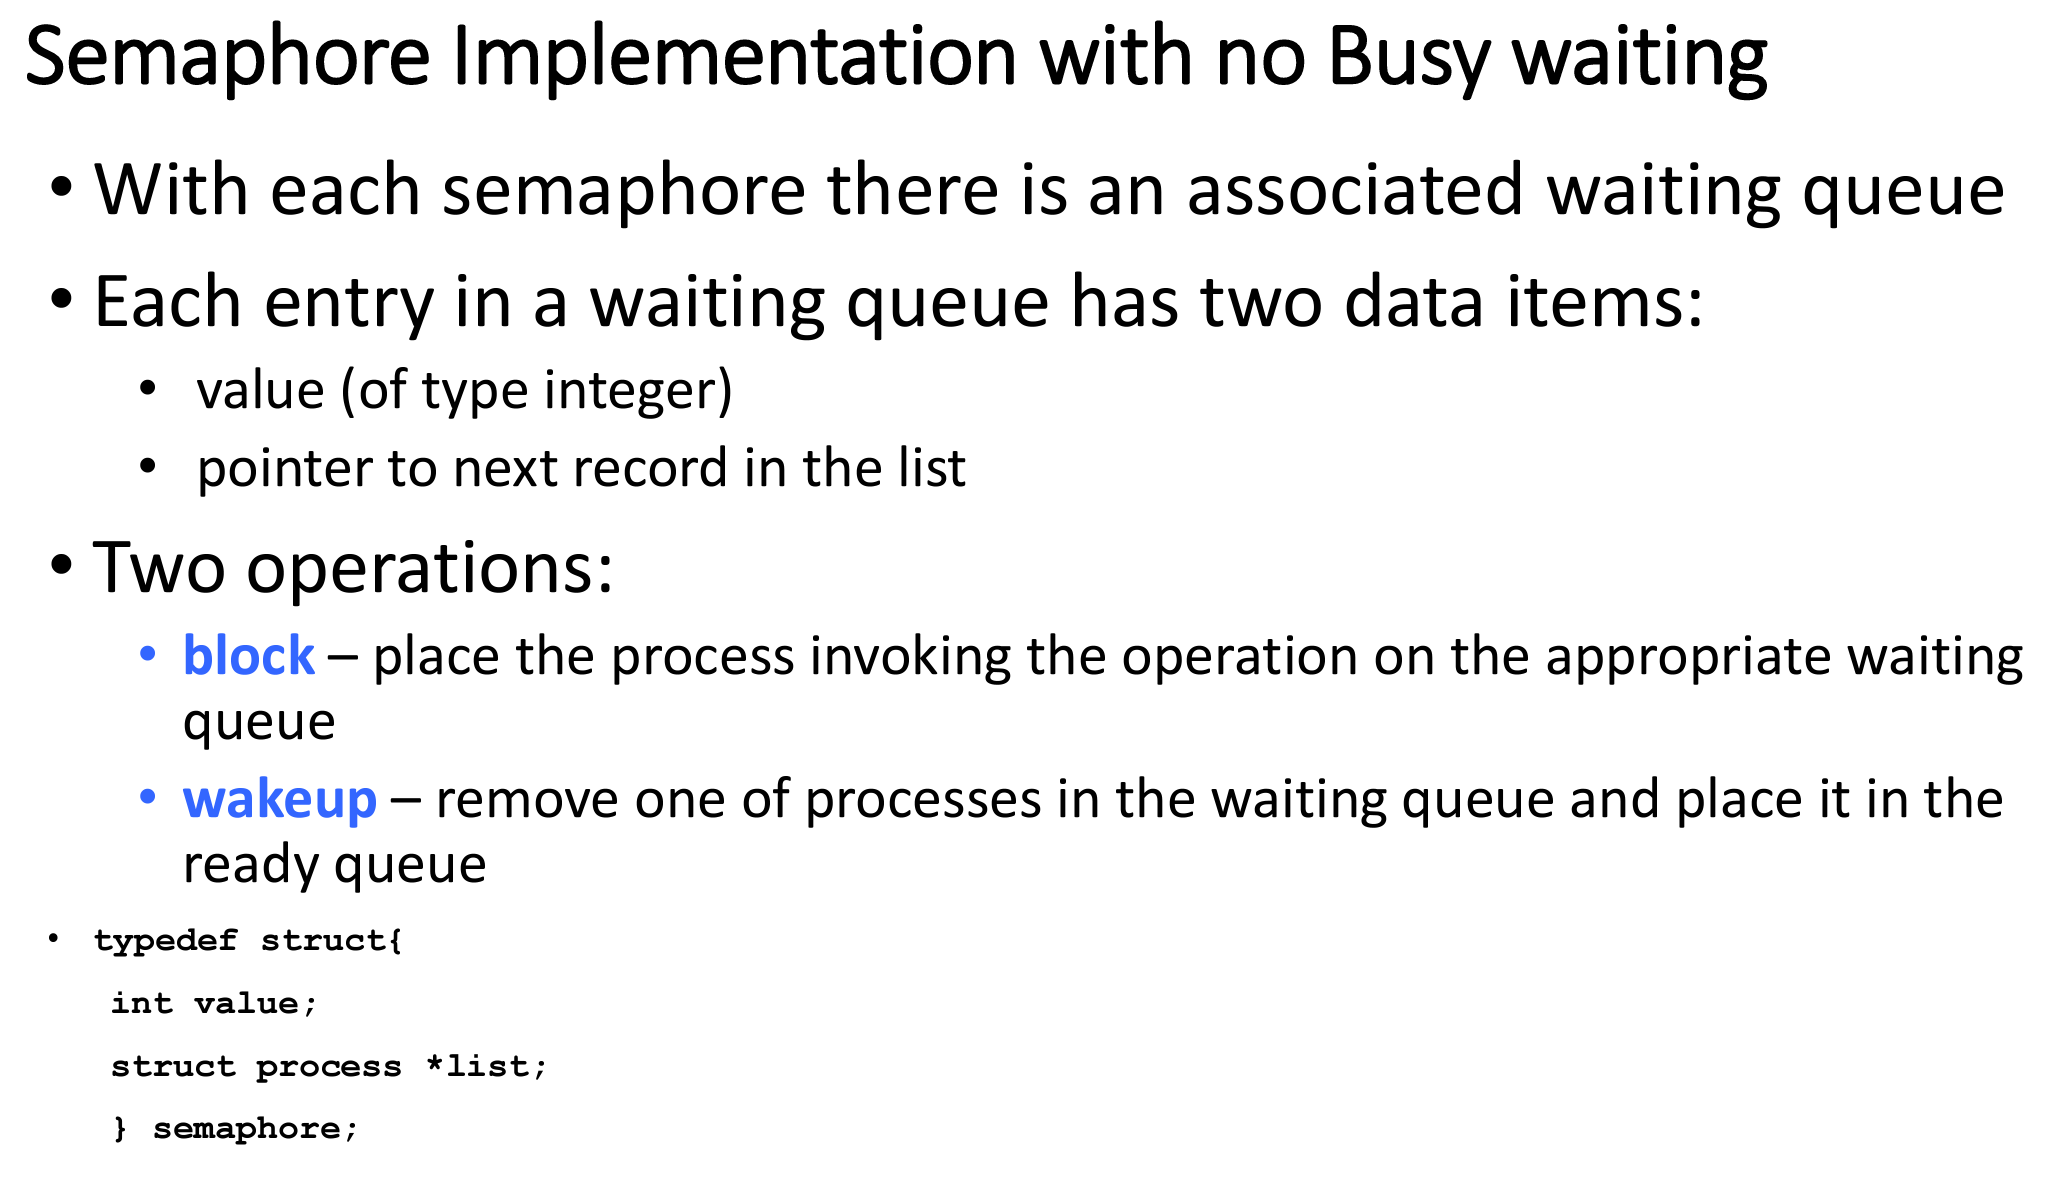 Semaphore Implementation with no Busy waiting
• With each semaphore there is an associated waiting queue
• Each entry in a waiting queue has two data items:
• value (of type integer)
• pointer to next record in the list
• Two operations:
• block – place the process invoking the operation on the appropriate waiting
queue
• wakeup – remove one of processes in the waiting queue and place it in the
ready queue
• typedef struct{
int value;
struct process *list;
} semaphore;